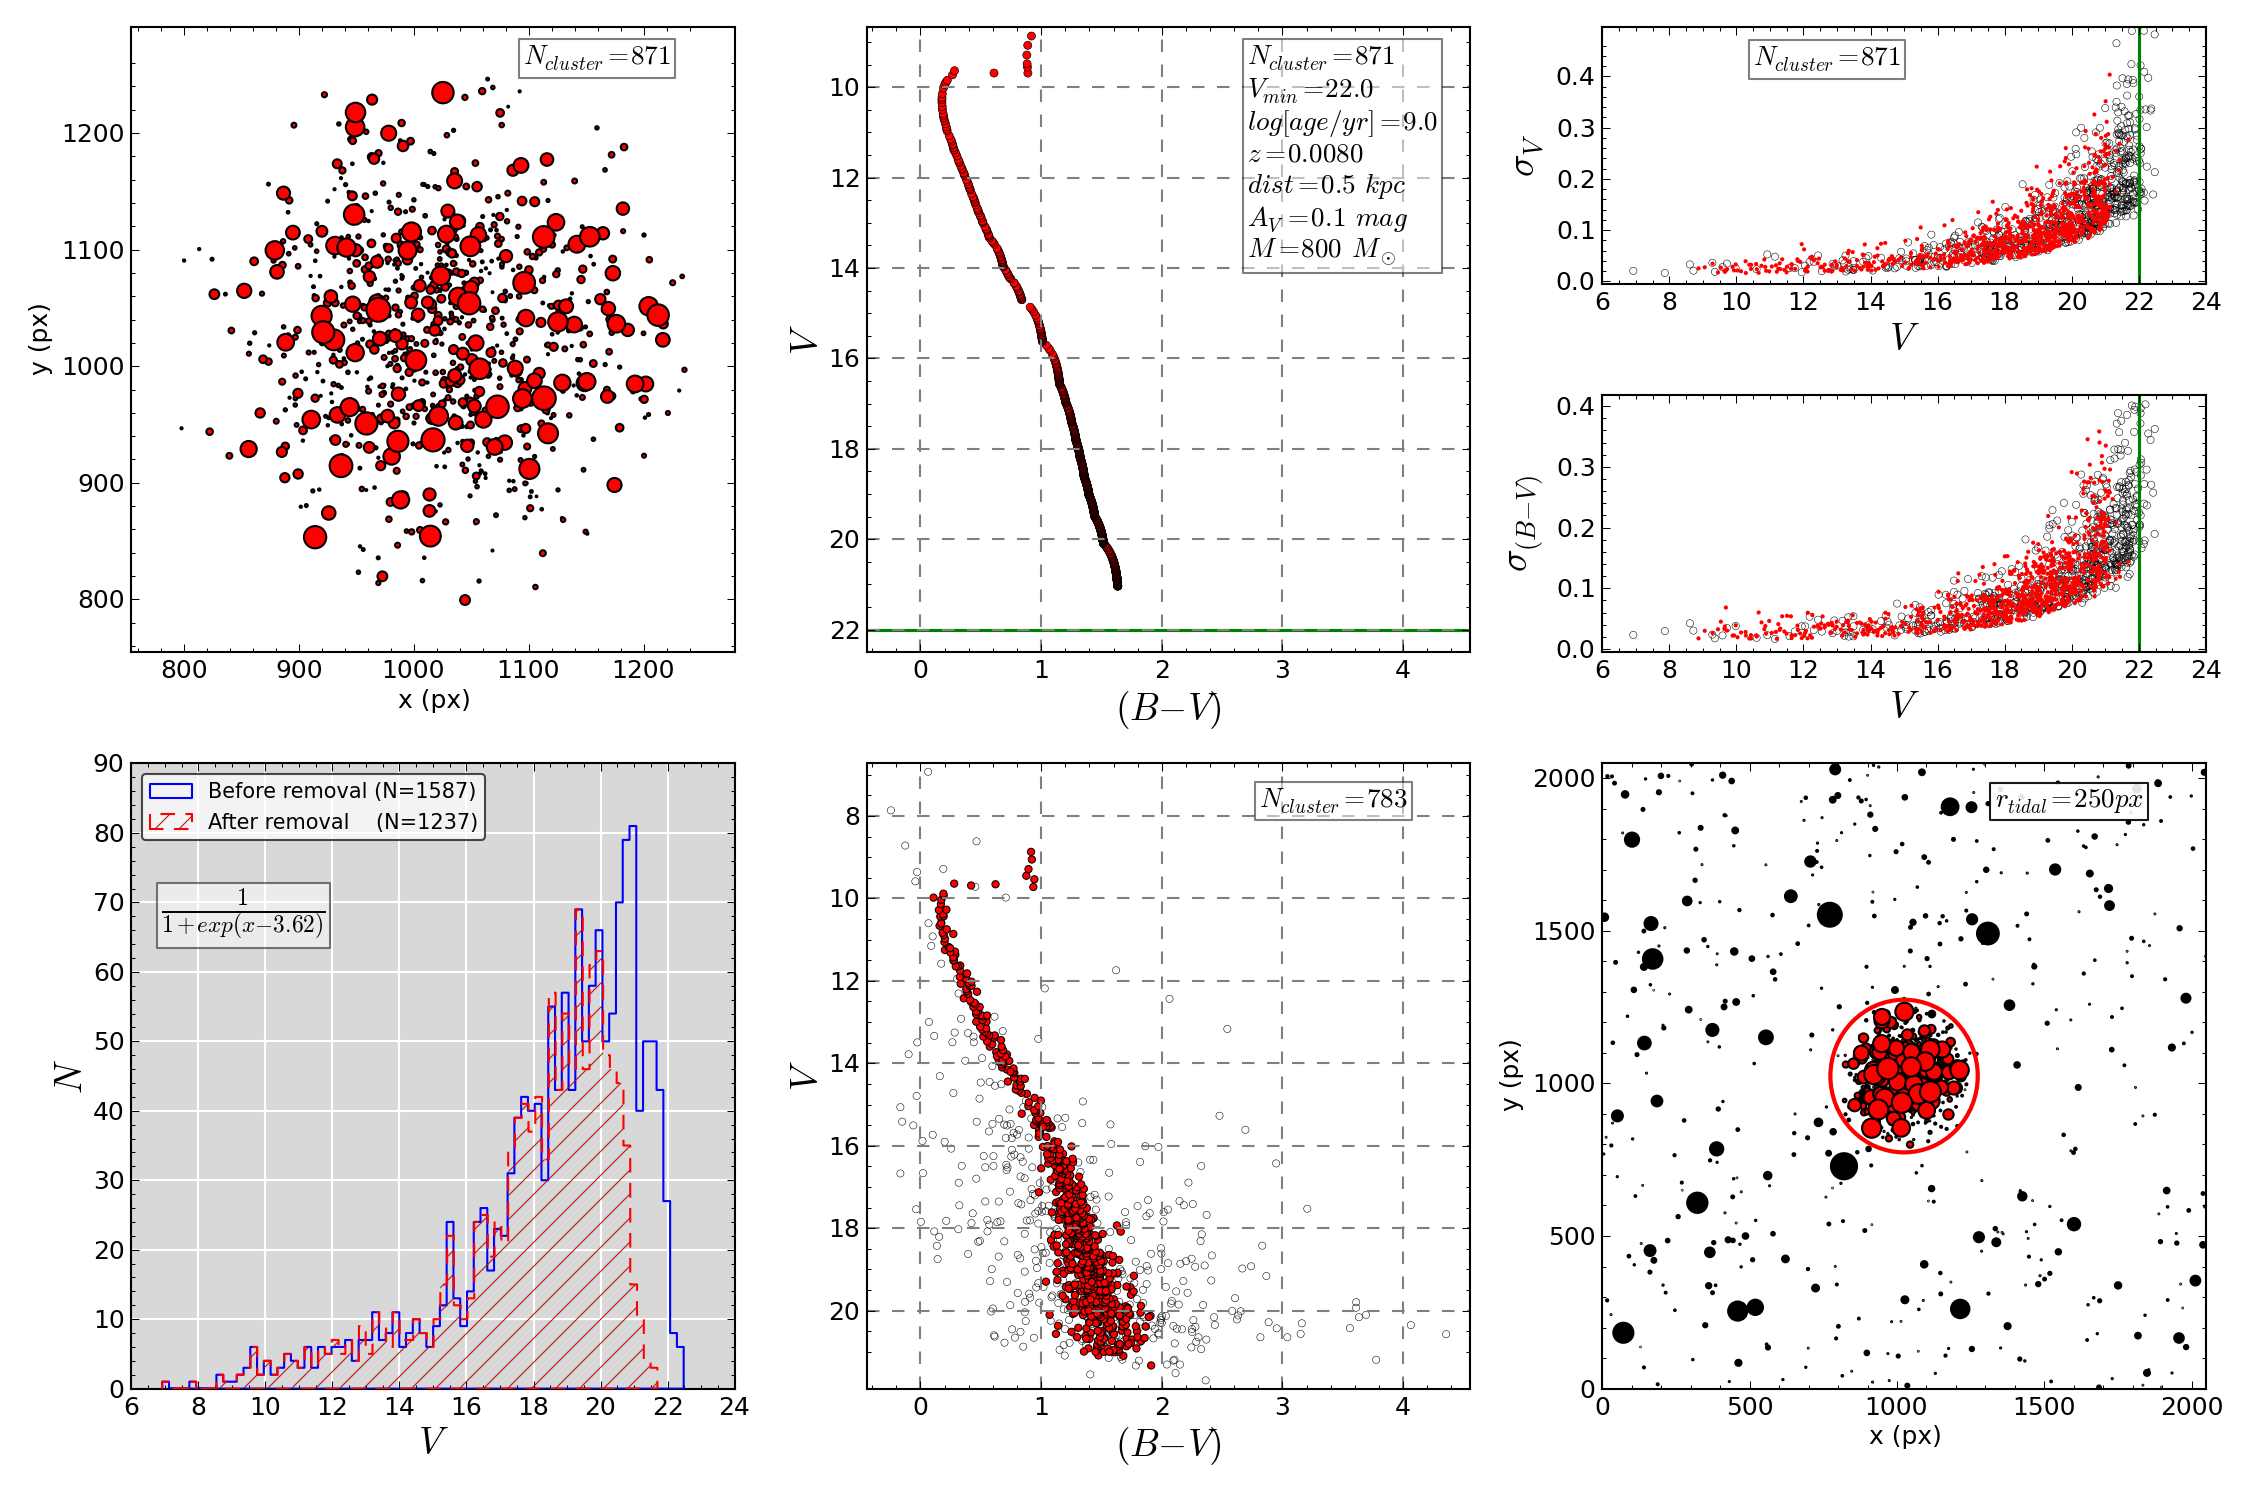 N_cluster=871
1200
1100
1000
900
800
y (px)
800 900 1000 1100 1200
x (px)
N_cluster=871
V_min=22.0
log[age/yr]=9.0
z=0.0080
dist=0.5 kpc
A_V=0.1 mag
M=800 M_⊙
10
12
14
16
18
20
22
V
0 1 2 3 4
(B−V)
N_cluster=871
0.4
0.3
0.2
0.1
0.0
σ_V
6 8 10 12 14 16 18 20 22 24
V
0.4
0.3
0.2
0.1
0.0
σ_(B−V)
6 8 10 12 14 16 18 20 22 24
V
Before removal (N=1587)
After removal (N=1237)
1
1+exp(x−3.62)
90
80
70
60
50
40
30
20
10
0
N
6 8 10 12 14 16 18 20 22 24
V
N_cluster=783
8
10
12
14
16
18
20
V
0 1 2 3 4
(B−V)
r_tidal=250px
2000
1500
1000
500
0
y (px)
0 500 1000 1500 2000
x (px)